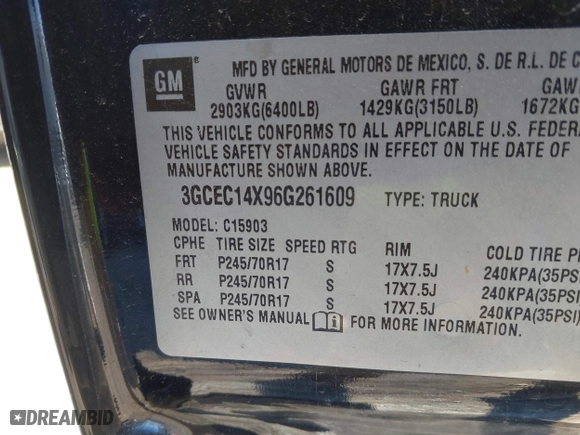 GM ®
MFD BY GENERAL MOTORS DE MEXICO, S. DE R.L. DE C
GVWR GAWR FRT GAW
2903KG(6400LB) 1429KG(3150LB) 1672KG
THIS VEHICLE CONFORMS TO ALL APPLICABLE U.S. FEDERA
VEHICLE SAFETY STANDARDS IN EFFECT ON THE DATE OF
MANUFACTURE SHOWN ABOVE.
3GCEC14X96G261609 TYPE: TRUCK
MODEL: C15903
CPHE TIRE SIZE SPEED RTG RIM COLD TIRE P
FRT P245/70R17 S 17X7.5J 240KPA(35PSI
RR P245/70R17 S 17X7.5J 240KPA(35PSI
SPA P245/70R17 S 17X7.5J 240KPA(35PSI)
SEE OWNER'S MANUAL i FOR MORE INFORMATION.
DREAMBID